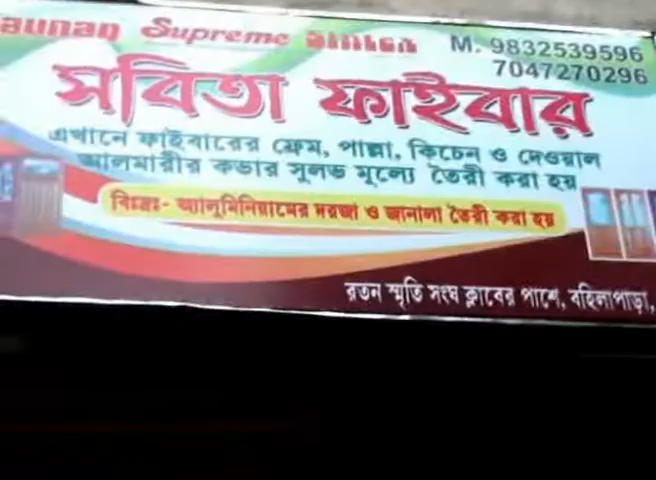 Supreme M. 9832539596
7047270296
সবিতা ফাইবার
এখানে ফাইবারের ফ্রেম, পাল্লা, কিচেন ও দেওয়াল
আলমারীর কভার সুলভ মূল্যে তৈরী করা হয়
বিঃদ্রঃ- অ্যালুমিনিয়ামের দরজা ও জানালা তৈরী করা হয়
রতন স্মৃতি সংঘ ক্লাবের পাশে, বহিলাপাড়া,